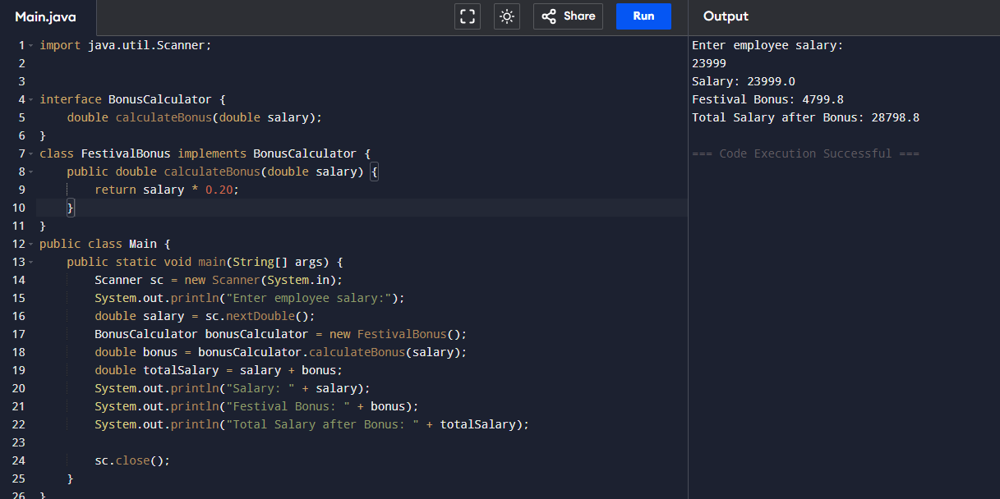 Main.java
Share
Run
Output
1 import java.util.Scanner;
2
3
4 interface BonusCalculator {
5     double calculateBonus(double salary);
6 }
7 class FestivalBonus implements BonusCalculator {
8     public double calculateBonus(double salary) {
9         return salary * 0.20;
10     }
11 }
12 public class Main {
13     public static void main(String[] args) {
14         Scanner sc = new Scanner(System.in);
15         System.out.println("Enter employee salary:");
16         double salary = sc.nextDouble();
17         BonusCalculator bonusCalculator = new FestivalBonus();
18         double bonus = bonusCalculator.calculateBonus(salary);
19         double totalSalary = salary + bonus;
20         System.out.println("Salary: " + salary);
21         System.out.println("Festival Bonus: " + bonus);
22         System.out.println("Total Salary after Bonus: " + totalSalary);
23
24         sc.close();
25     }
26 }
Enter employee salary:
23999
Salary: 23999.0
Festival Bonus: 4799.8
Total Salary after Bonus: 28798.8
=== Code Execution Successful ===